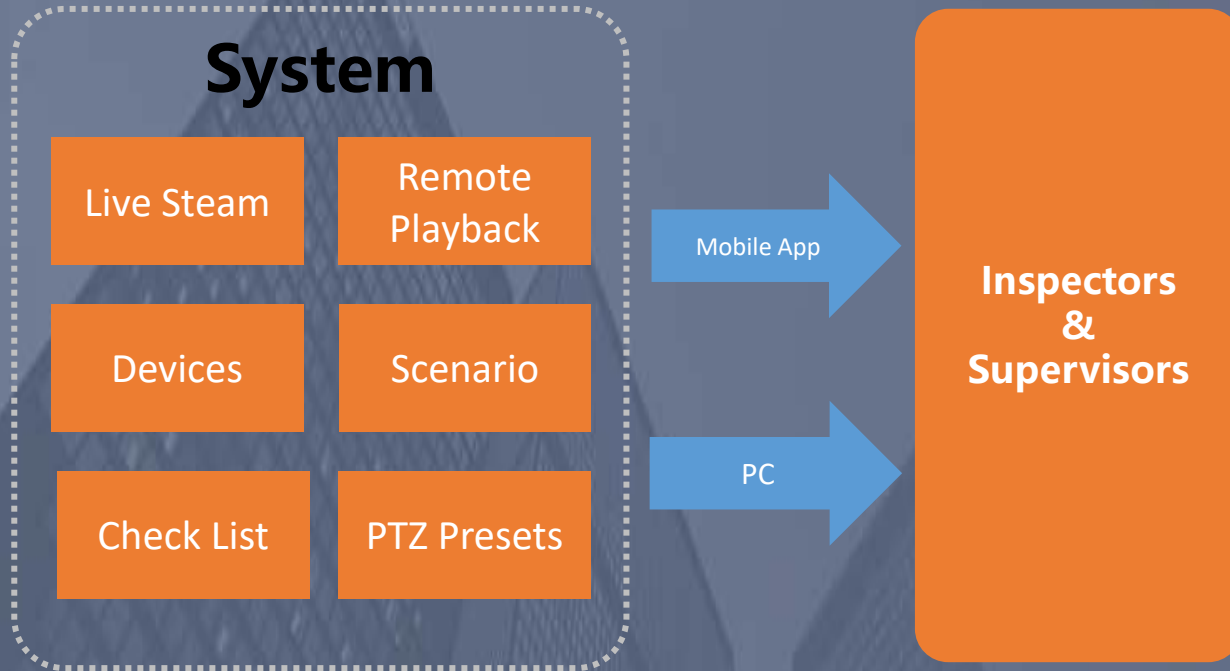 System
Live Steam
Remote
Playback
Devices
Scenario
Check List
PTZ Presets
Mobile App
PC
Inspectors
&
Supervisors